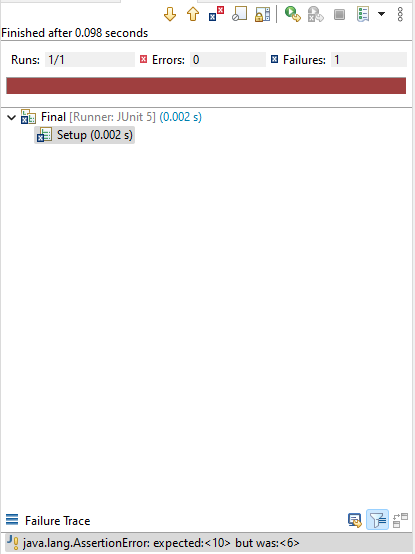 Finished after 0.098 seconds
Runs: 1/1 Errors: 0 Failures: 1
Final [Runner: JUnit 5] (0.002 s)
Setup (0.002 s)
Failure Trace
java.lang.AssertionError: expected:<10> but was:<6>